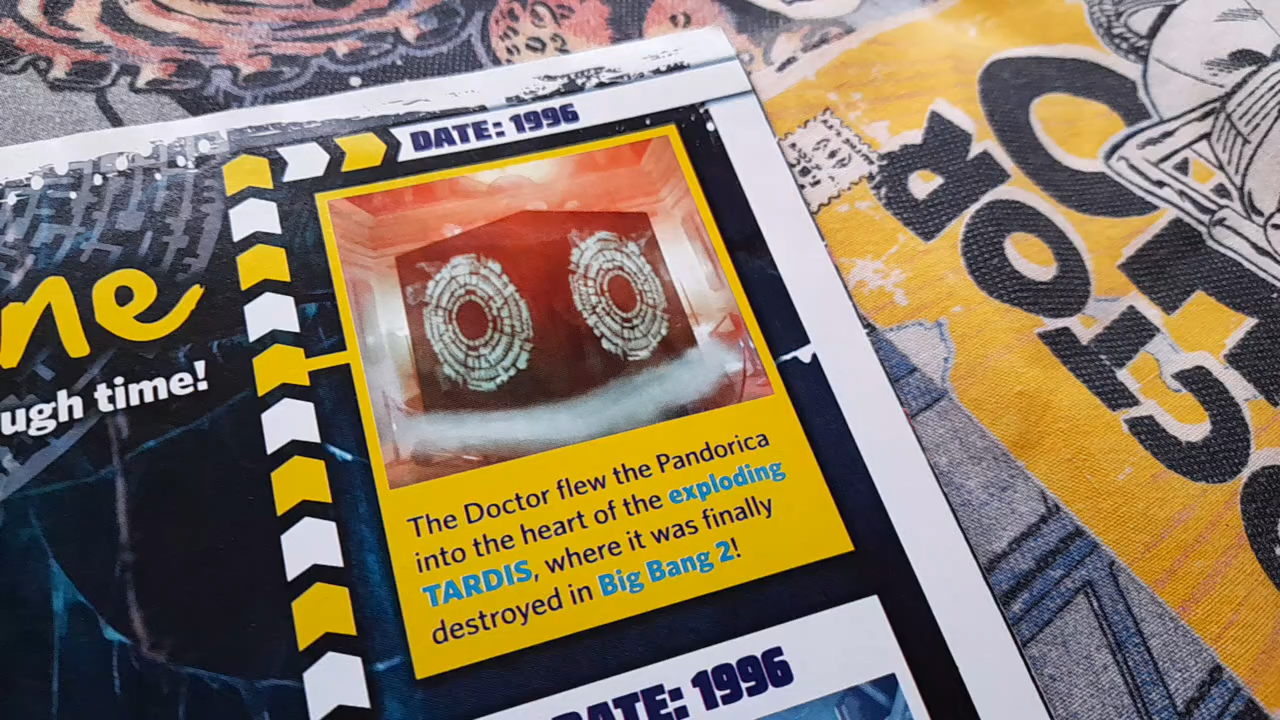 DATE: 1996
ne
ugh time!
The Doctor flew the Pandorica
into the heart of the exploding
TARDIS, where it was finally
destroyed in Big Bang 2!
DATE: 1996